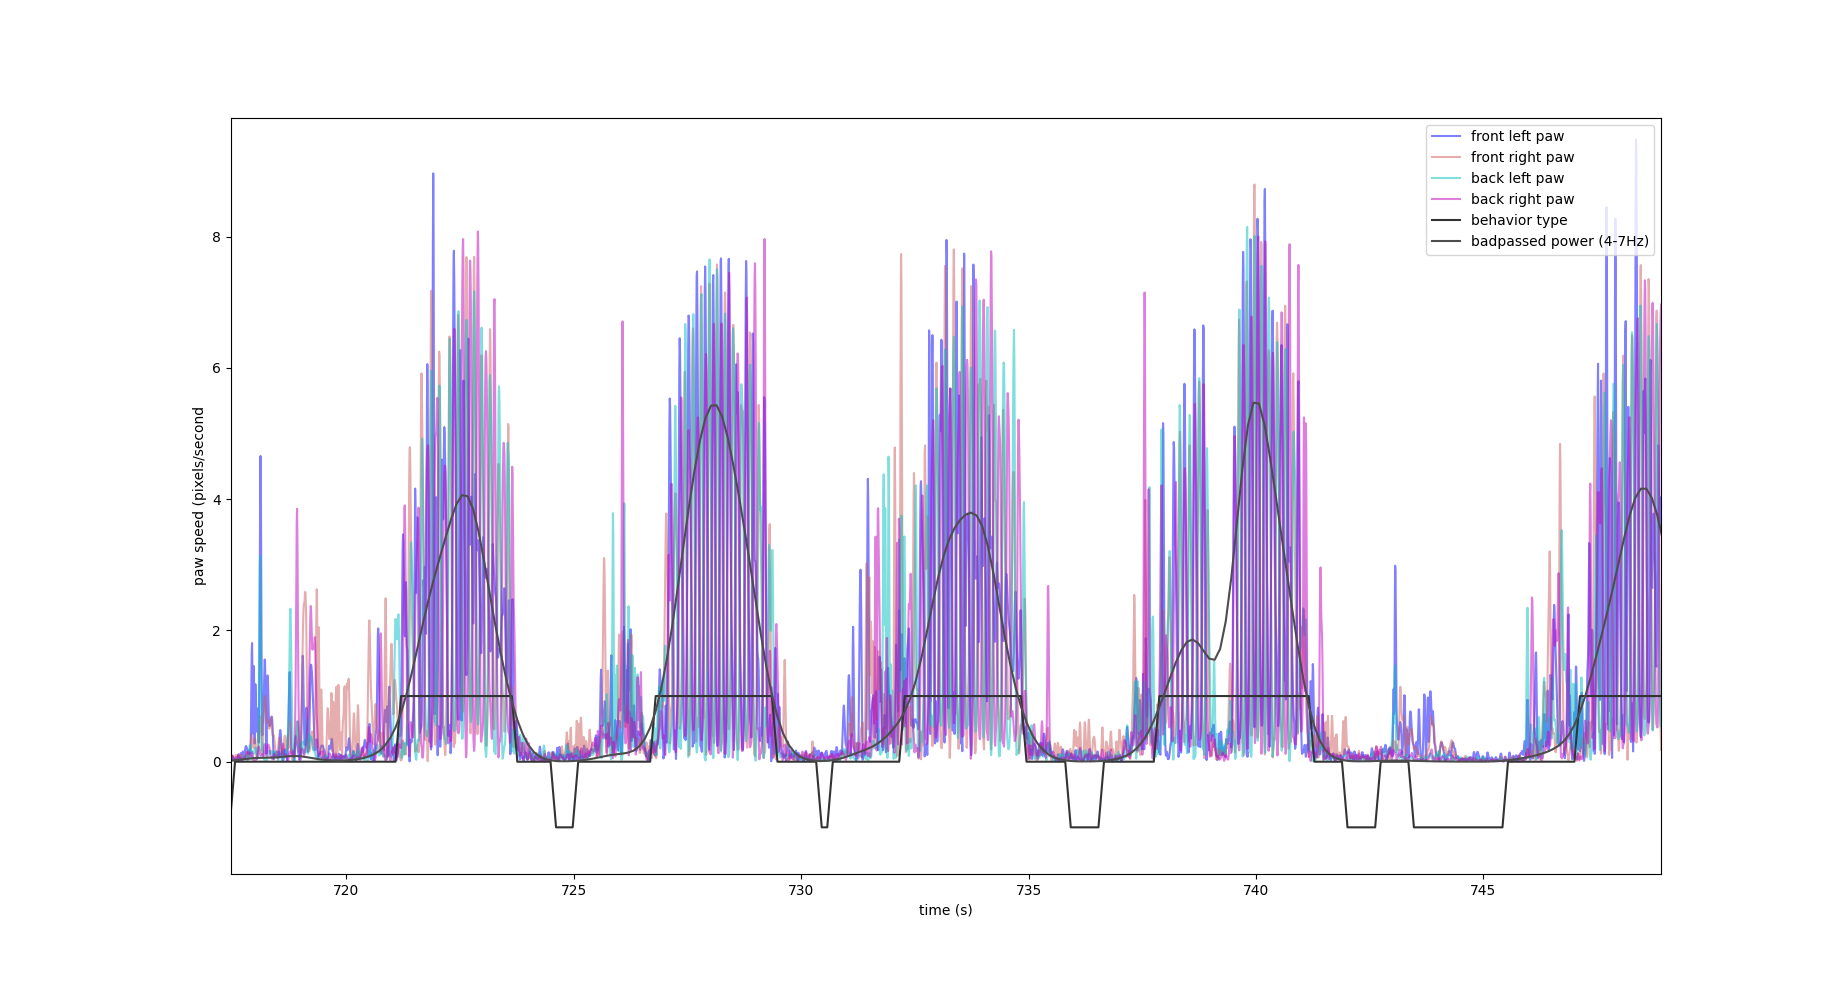 front left paw
front right paw
back left paw
back right paw
behavior type
badpassed power (4-7Hz)
8
6
4
2
0
paw speed (pixels/second
720 725 730 735 740 745
time (s)